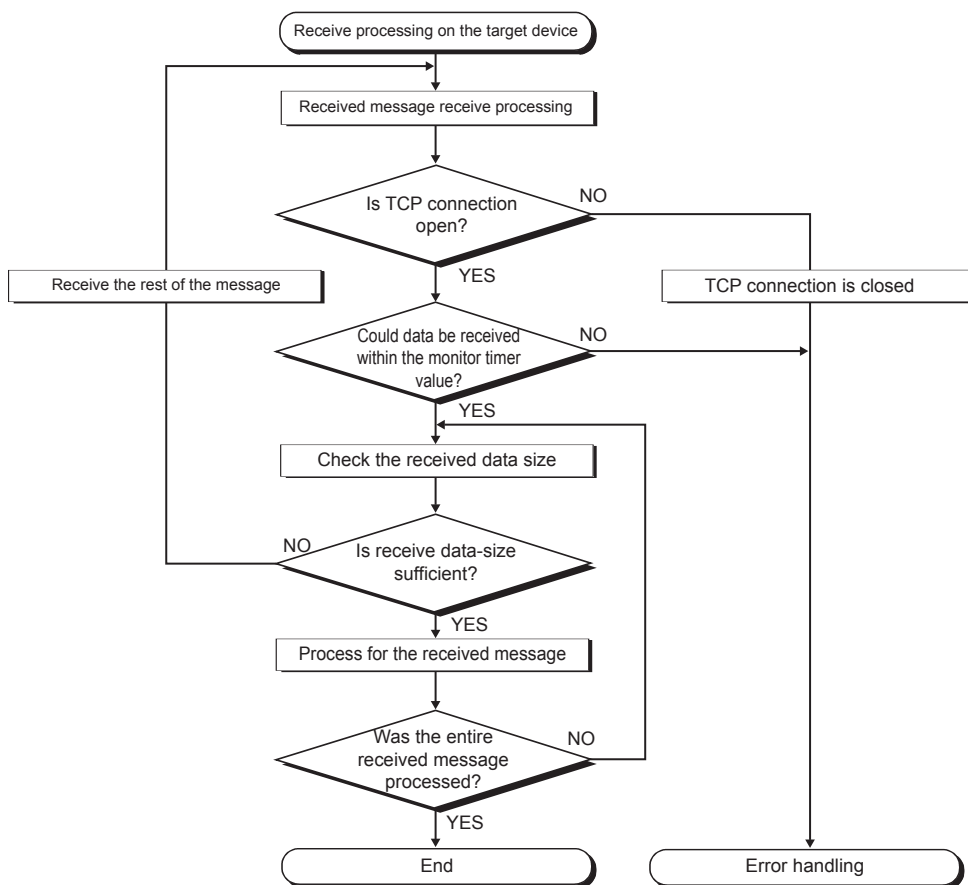 Receive processing on the target device
Received message receive processing
Is TCP connection
open?
NO
YES
Receive the rest of the message
TCP connection is closed
Could data be received
within the monitor timer
value?
NO
YES
Check the received data size
NO
Is receive data-size
sufficient?
YES
Process for the received message
Was the entire
received message
processed?
NO
YES
End
Error handling